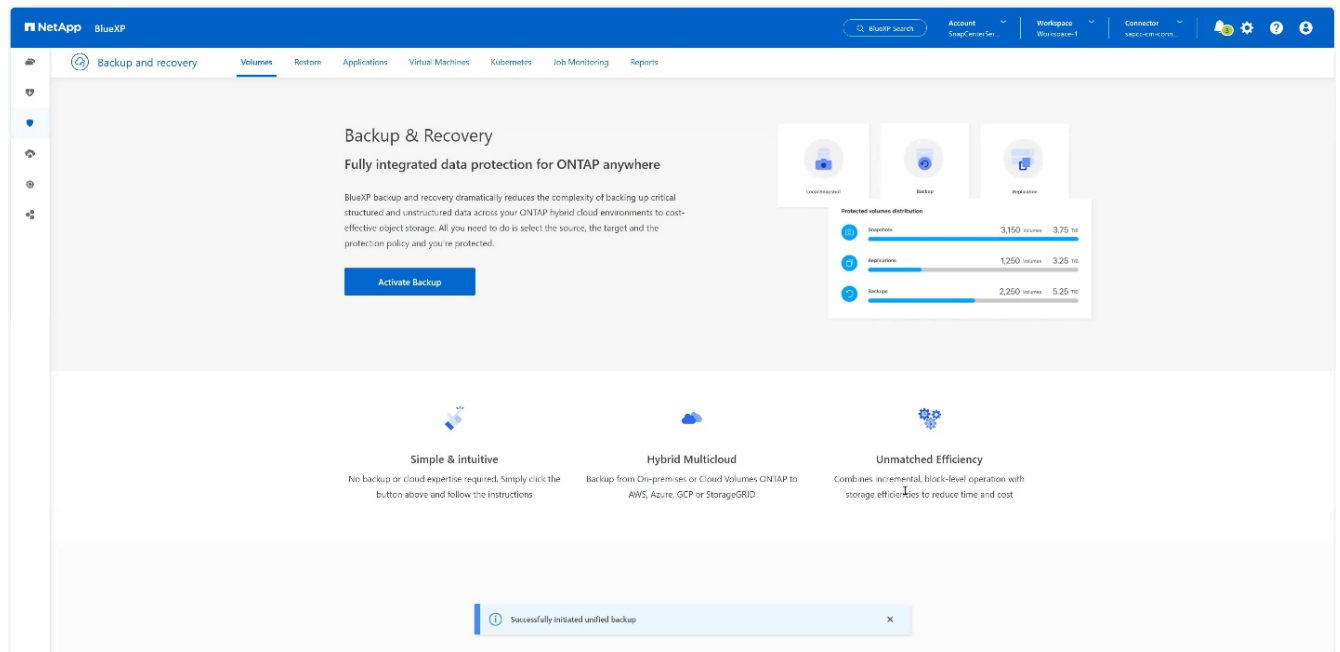 NetApp BlueXP
BlueXP Search
Account
SnapCenterSer...
Workspace
Workspace-1
Connector
sapcc-cm-conn...
3
Backup and recovery
Volumes
Restore
Applications
Virtual Machines
Kubernetes
Job Monitoring
Reports
Backup & Recovery
Fully integrated data protection for ONTAP anywhere
BlueXP backup and recovery dramatically reduces the complexity of backing up critical
structured and unstructured data across your ONTAP hybrid cloud environments to cost-
effective object storage. All you need to do is select the source, the target and the
protection policy and you're protected.
Activate Backup
Local Snapshot
Backup
Replication
Protected volumes distribution
Snapshots 3,150 Volumes 3.75 TiB
Replications 1,250 Volumes 3.25 TiB
Backups 2,250 Volumes 5.25 TiB
Simple & intuitive
No backup or cloud expertise required. Simply click the
button above and follow the instructions
Hybrid Multicloud
Backup from On-premises or Cloud Volumes ONTAP to
AWS, Azure, GCP or StorageGRID
Unmatched Efficiency
Combines incremental, block-level operation with
storage efficiencies to reduce time and cost
Successfully initiated unified backup